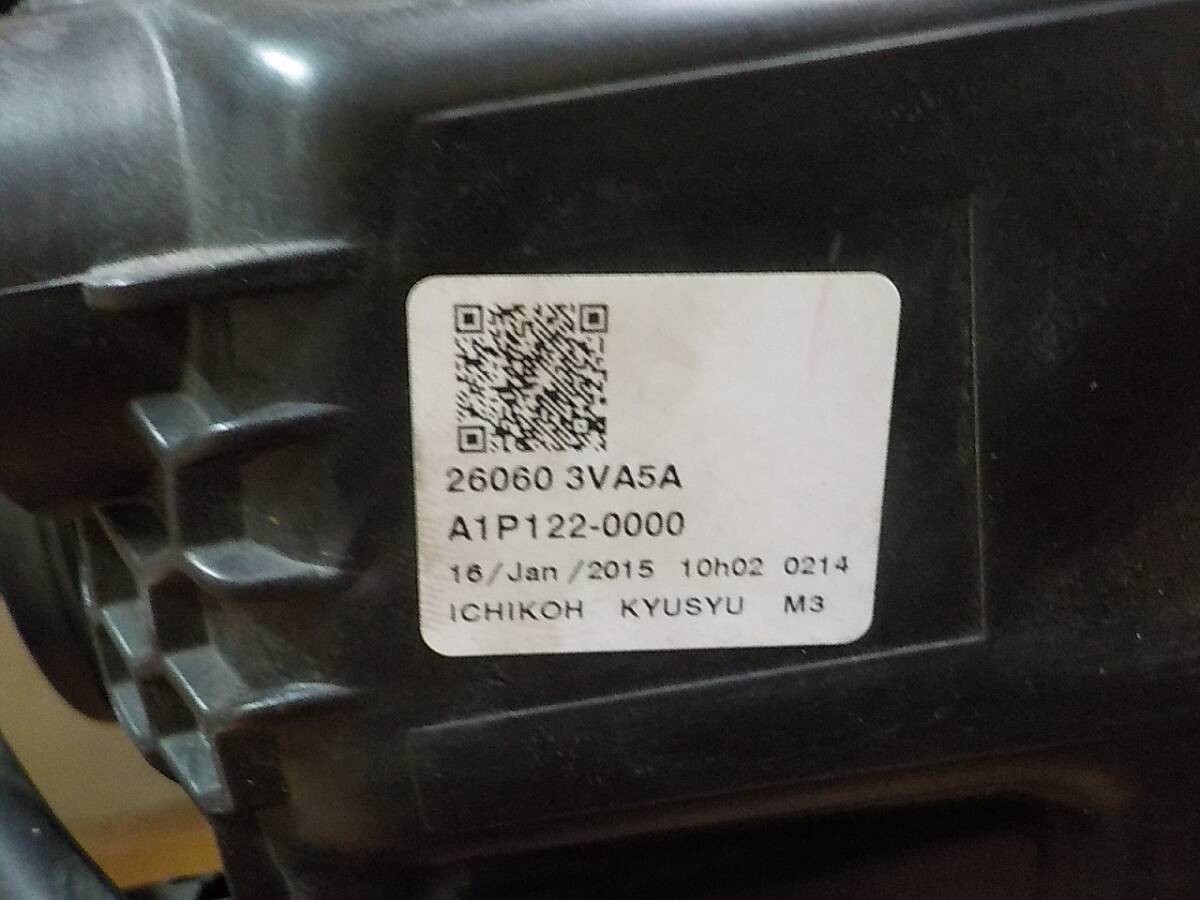 26060 3VA5A
A1P122-0000
16/Jan/2015 10h02 0214
ICHIKOH KYUSYU M3